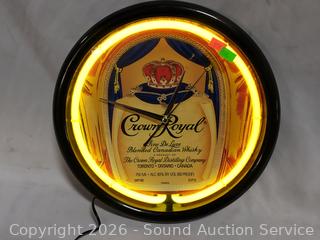 Crown Royal
Fine De Luxe
Blended Canadian Whisky
The Crown Royal Distilling Company
TORONTO · ONTARIO · CANADA
Copyright 2026 - Sound Auction Service